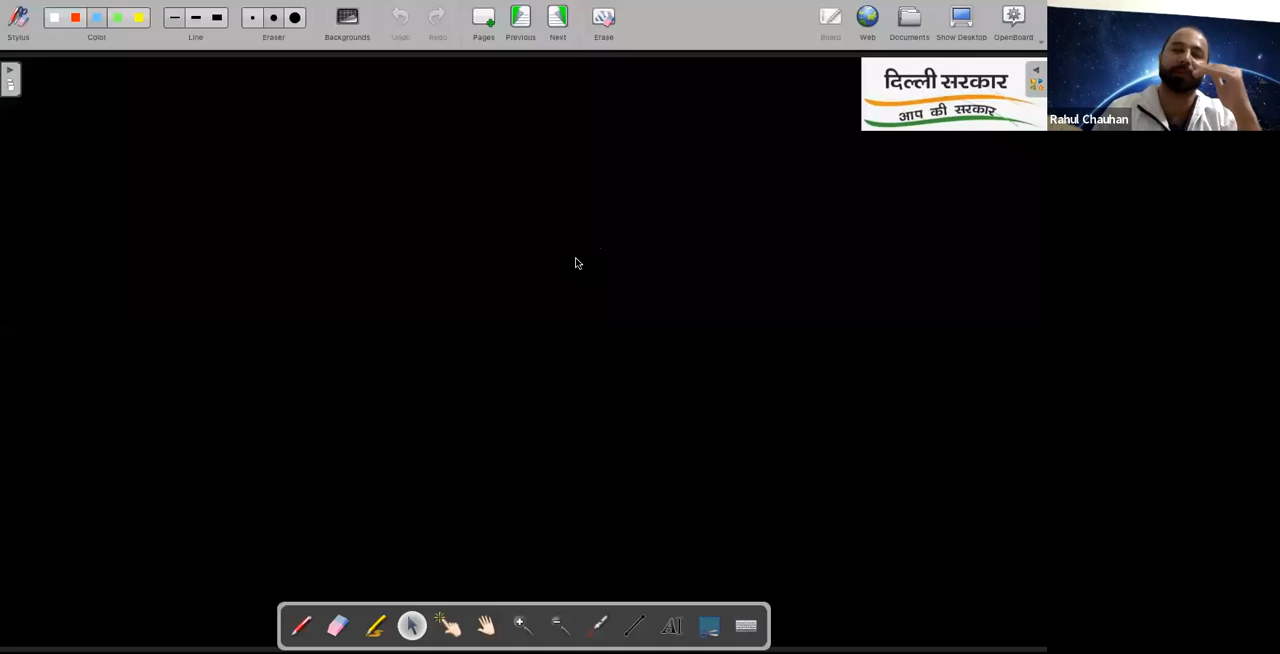 Stylus
Color
Line
Eraser
Backgrounds
Undo
Redo
Pages
Previous
Next
Erase
Board
Web
Documents
Show Desktop
OpenBoard
दिल्ली सरकार
आप की सरकार
Rahul Chauhan
AI